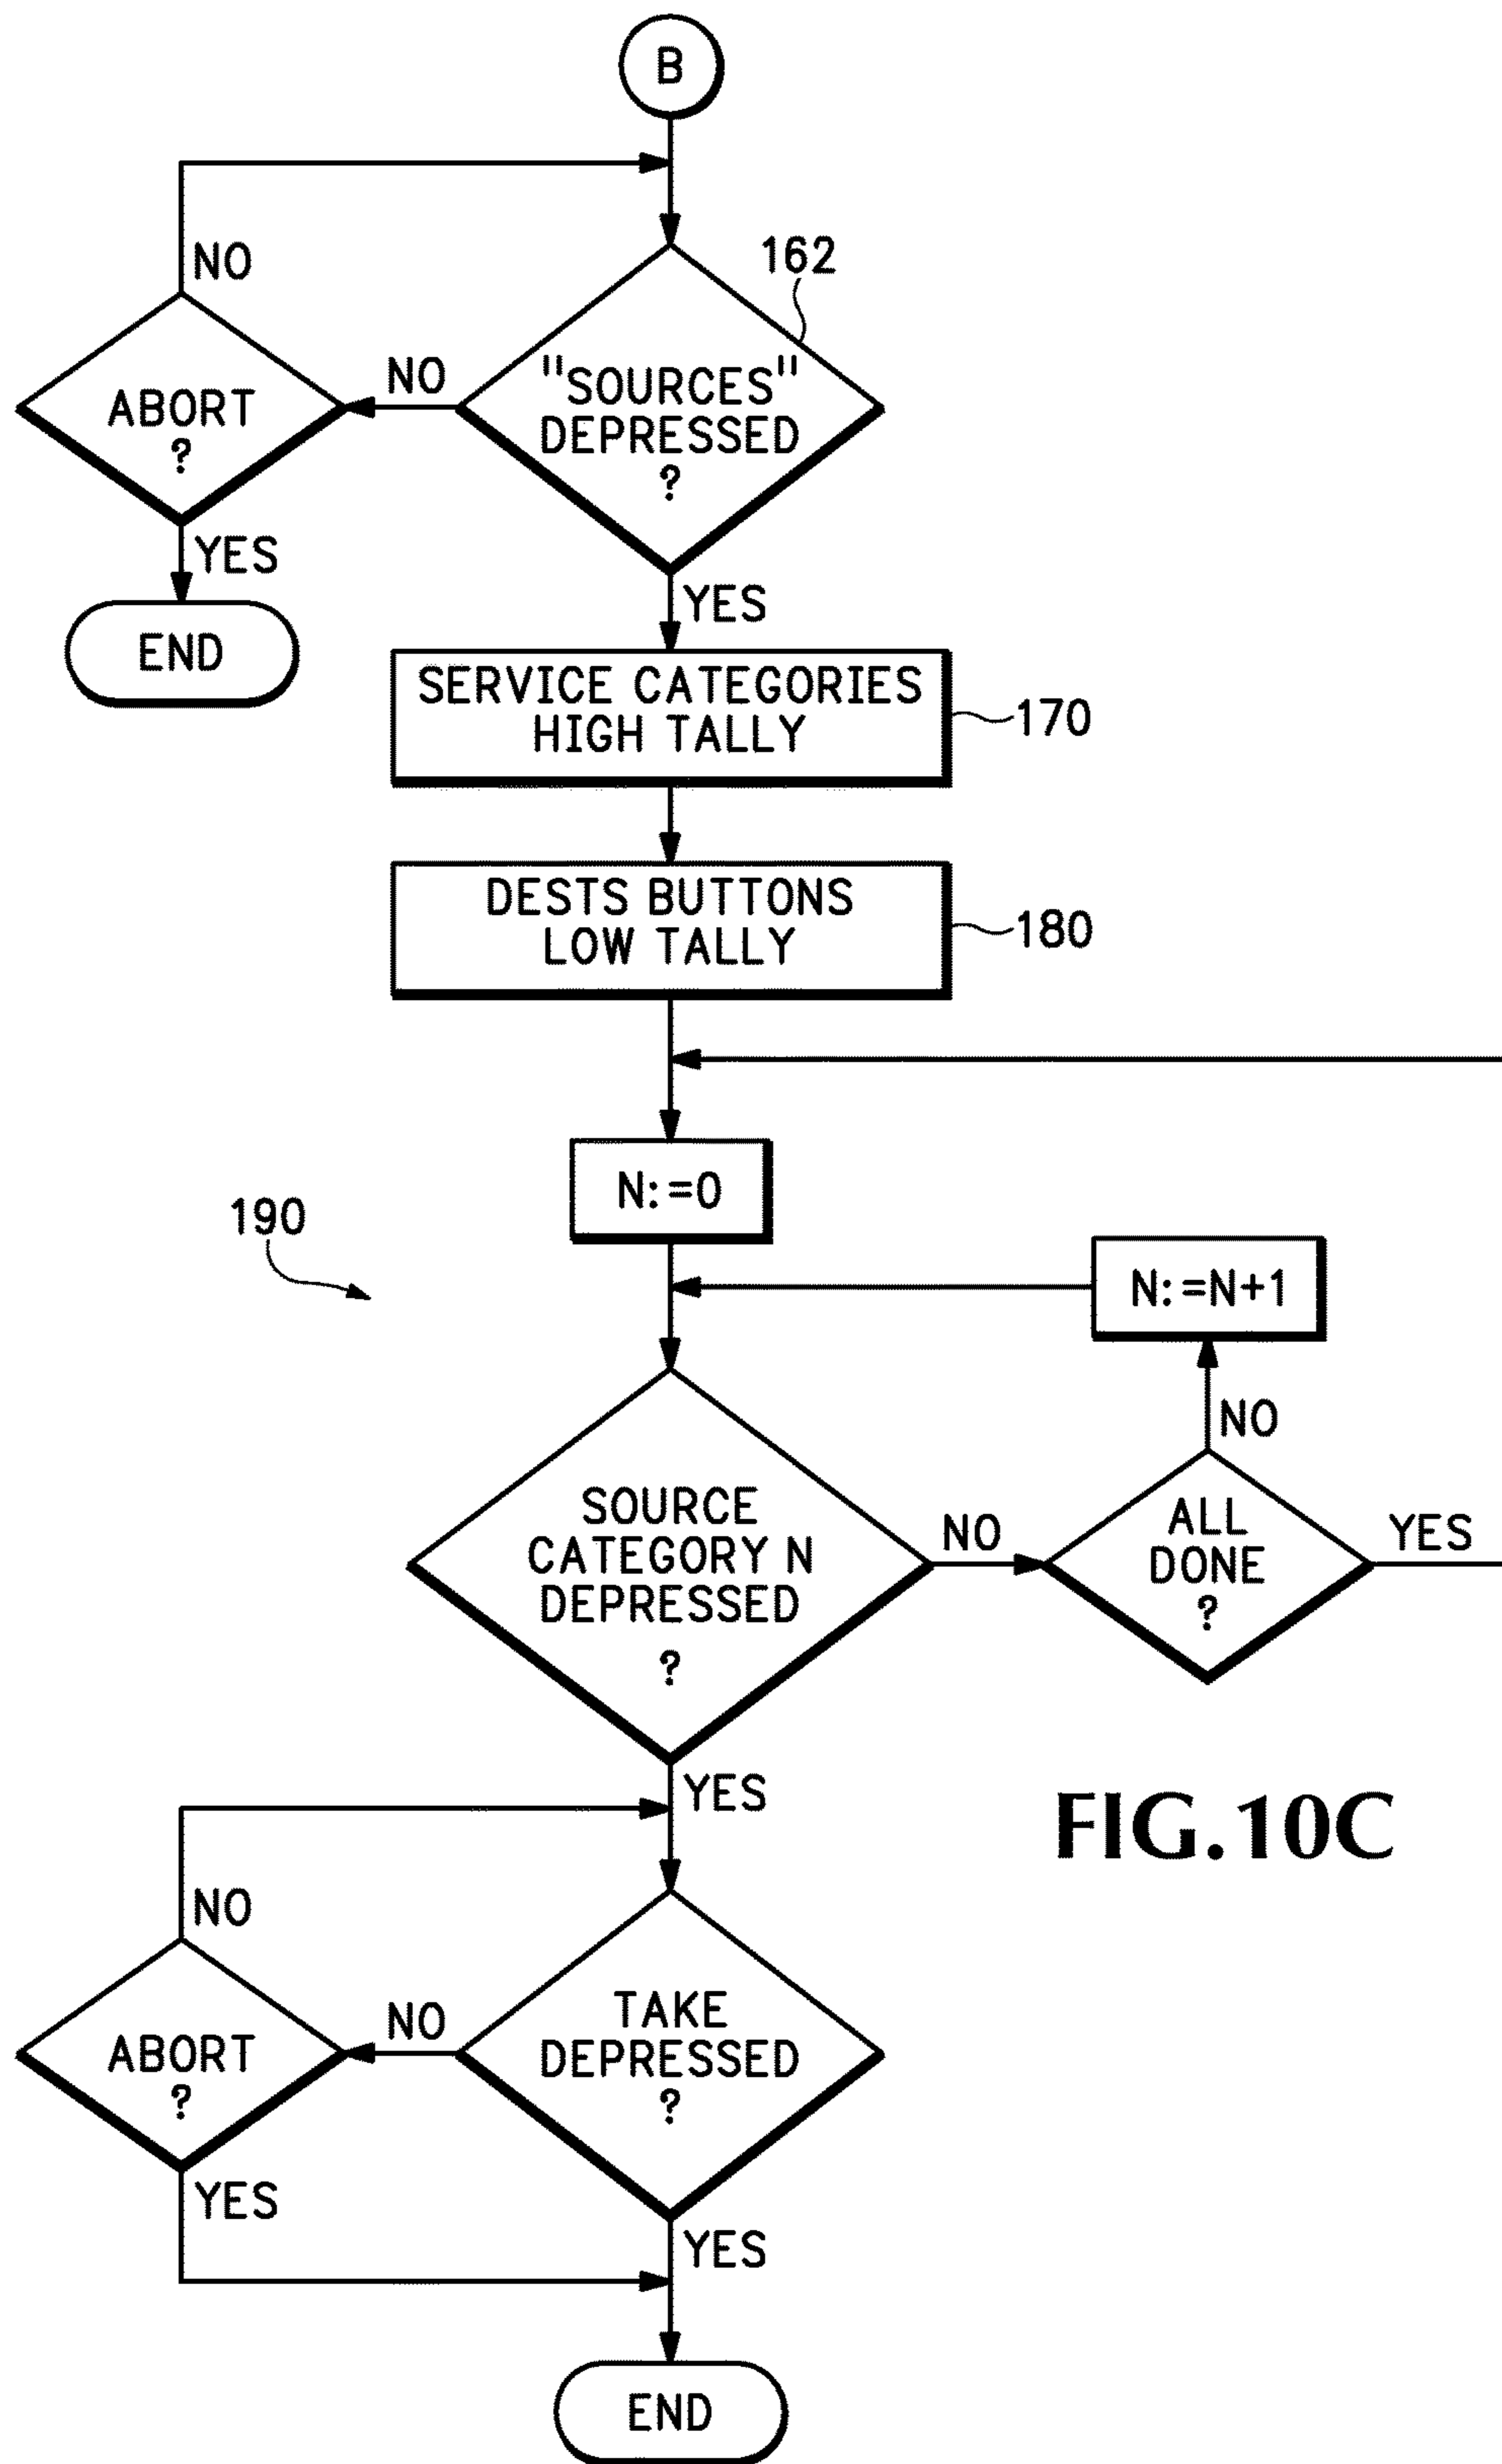 B
NO
162
"SOURCES"
DEPRESSED
?
NO
ABORT
?
YES
END
YES
SERVICE CATEGORIES
HIGH TALLY
170
DESTS BUTTONS
LOW TALLY
180
N:=0
190
N:=N+1
NO
SOURCE
CATEGORY N
DEPRESSED
?
NO
ALL
DONE
?
YES
YES
FIG.10C
NO
TAKE
DEPRESSED
?
NO
ABORT
?
YES
YES
END